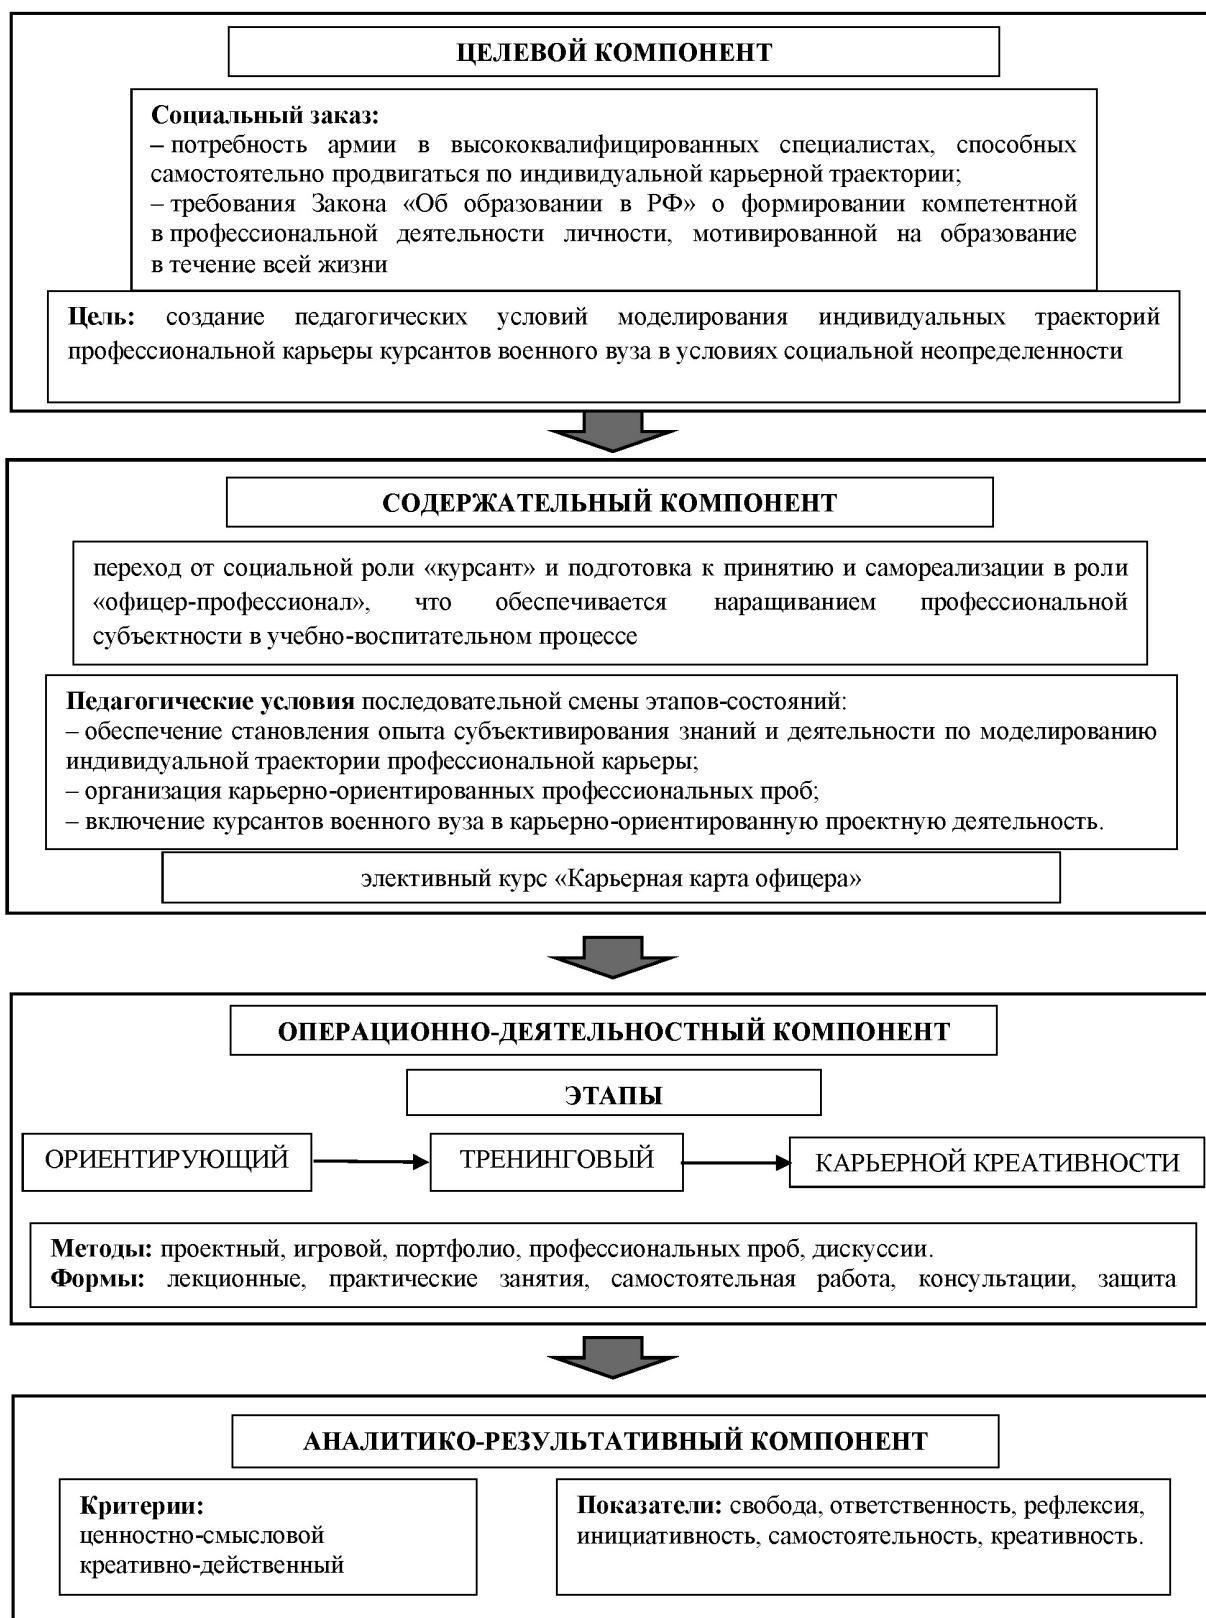 ЦЕЛЕВОЙ КОМПОНЕНТ
Социальный заказ:
– потребность армии в высококвалифицированных специалистах, способных
самостоятельно продвигаться по индивидуальной карьерной траектории;
– требования Закона «Об образовании в РФ» о формировании компетентной
в профессиональной деятельности личности, мотивированной на образование
в течение всей жизни
Цель: создание педагогических условий моделирования индивидуальных траекторий
профессиональной карьеры курсантов военного вуза в условиях социальной неопределенности
СОДЕРЖАТЕЛЬНЫЙ КОМПОНЕНТ
переход от социальной роли «курсант» и подготовка к принятию и самореализации в роли
«офицер-профессионал», что обеспечивается наращиванием профессиональной
субъектности в учебно-воспитательном процессе
Педагогические условия последовательной смены этапов-состояний:
– обеспечение становления опыта субъективирования знаний и деятельности по моделированию
индивидуальной траектории профессиональной карьеры;
– организация карьерно-ориентированных профессиональных проб;
– включение курсантов военного вуза в карьерно-ориентированную проектную деятельность.
элективный курс «Карьерная карта офицера»
ОПЕРАЦИОННО-ДЕЯТЕЛЬНОСТНЫЙ КОМПОНЕНТ
ЭТАПЫ
ОРИЕНТИРУЮЩИЙ
ТРЕНИНГОВЫЙ
КАРЬЕРНОЙ КРЕАТИВНОСТИ
Методы: проектный, игровой, портфолио, профессиональных проб, дискуссии.
Формы: лекционные, практические занятия, самостоятельная работа, консультации, защита
АНАЛИТИКО-РЕЗУЛЬТАТИВНЫЙ КОМПОНЕНТ
Критерии:
ценностно-смысловой
креативно-действенный
Показатели: свобода, ответственность, рефлексия,
инициативность, самостоятельность, креативность.